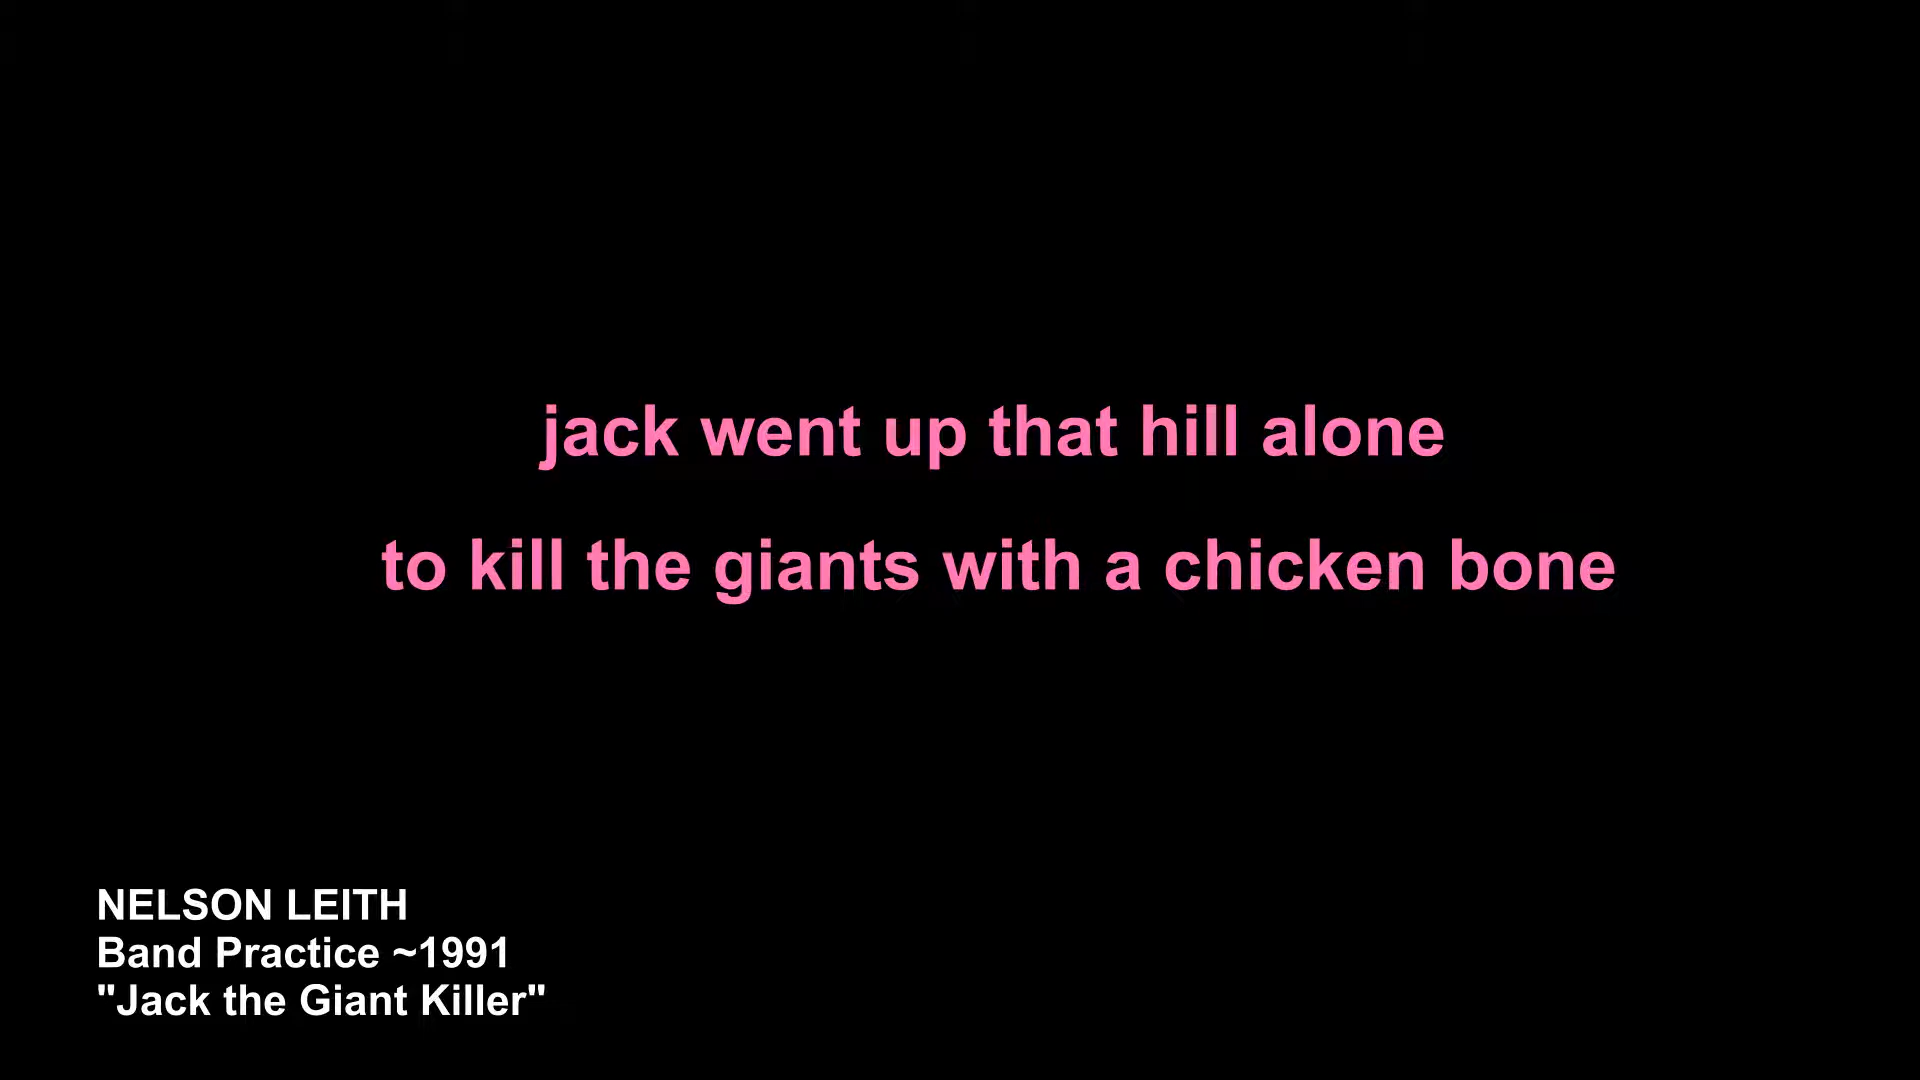 jack went up that hill alone
to kill the giants with a chicken bone
NELSON LEITH
Band Practice ~1991
"Jack the Giant Killer"